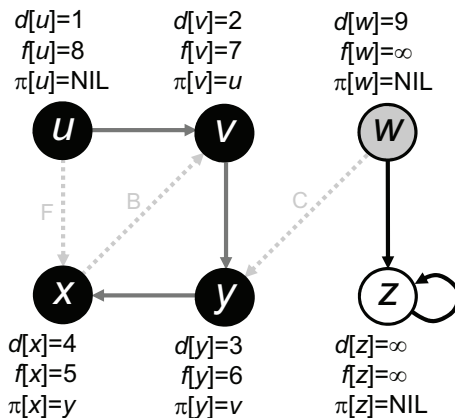 d[u]=1
f[u]=8
π[u]=NIL
d[v]=2
f[v]=7
π[v]=u
d[w]=9
f[w]=∞
π[w]=NIL
u
v
w
F
B
C
x
y
z
d[x]=4
f[x]=5
π[x]=y
d[y]=3
f[y]=6
π[y]=v
d[z]=∞
f[z]=∞
π[z]=NIL